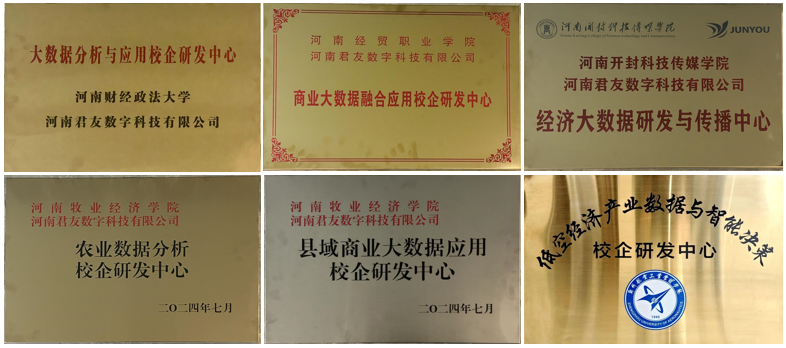 大数据分析与应用校企研发中心
河南财经政法大学
河南君友数字科技有限公司
河南经贸职业学院
河南君友数字科技有限公司
商业大数据融合应用校企研发中心
河南开封科技传媒学院
JUNYOU
河南开封科技传媒学院
河南君友数字科技有限公司
经济大数据研发与传播中心
河南牧业经济学院
河南君友数字科技有限公司
农业数据分析
校企研发中心
二〇二四年七月
河南牧业经济学院
河南君友数字科技有限公司
县域商业大数据应用
校企研发中心
二〇二四年七月
低空经济产业数据与智能决策
校企研发中心